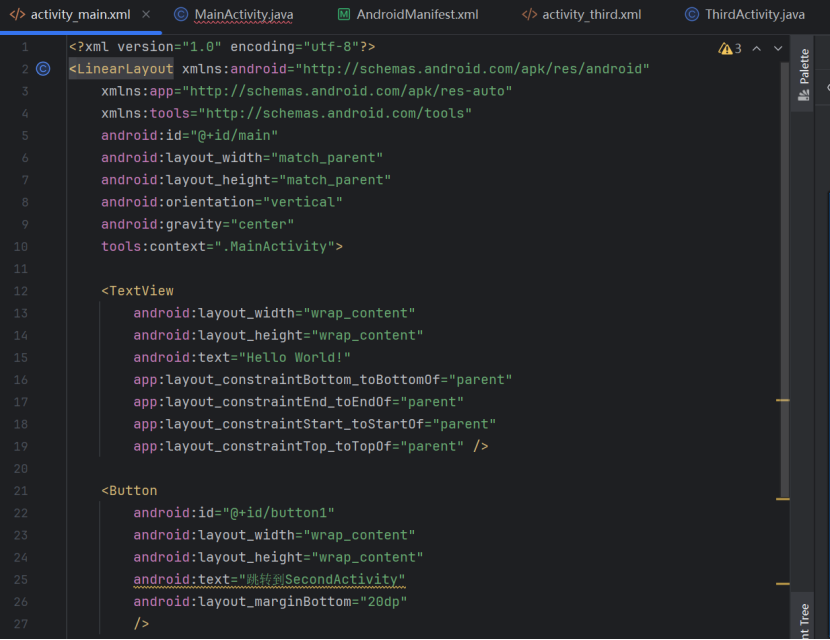 activity_main.xml MainActivity.java AndroidManifest.xml activity_third.xml ThirdActivity.java
1 <?xml version="1.0" encoding="utf-8"?>
3
2 <LinearLayout xmlns:android="http://schemas.android.com/apk/res/android"
3 xmlns:app="http://schemas.android.com/apk/res-auto"
4 xmlns:tools="http://schemas.android.com/tools"
5 android:id="@+id/main"
6 android:layout_width="match_parent"
7 android:layout_height="match_parent"
8 android:orientation="vertical"
9 android:gravity="center"
10 tools:context=".MainActivity">
11
12 <TextView
13 android:layout_width="wrap_content"
14 android:layout_height="wrap_content"
15 android:text="Hello World!"
16 app:layout_constraintBottom_toBottomOf="parent"
17 app:layout_constraintEnd_toEndOf="parent"
18 app:layout_constraintStart_toStartOf="parent"
19 app:layout_constraintTop_toTopOf="parent" />
20
21 <Button
22 android:id="@+id/button1"
23 android:layout_width="wrap_content"
24 android:layout_height="wrap_content"
25 android:text="跳转到SecondActivity"
26 android:layout_marginBottom="20dp"
27 />
Palette
nt Tree